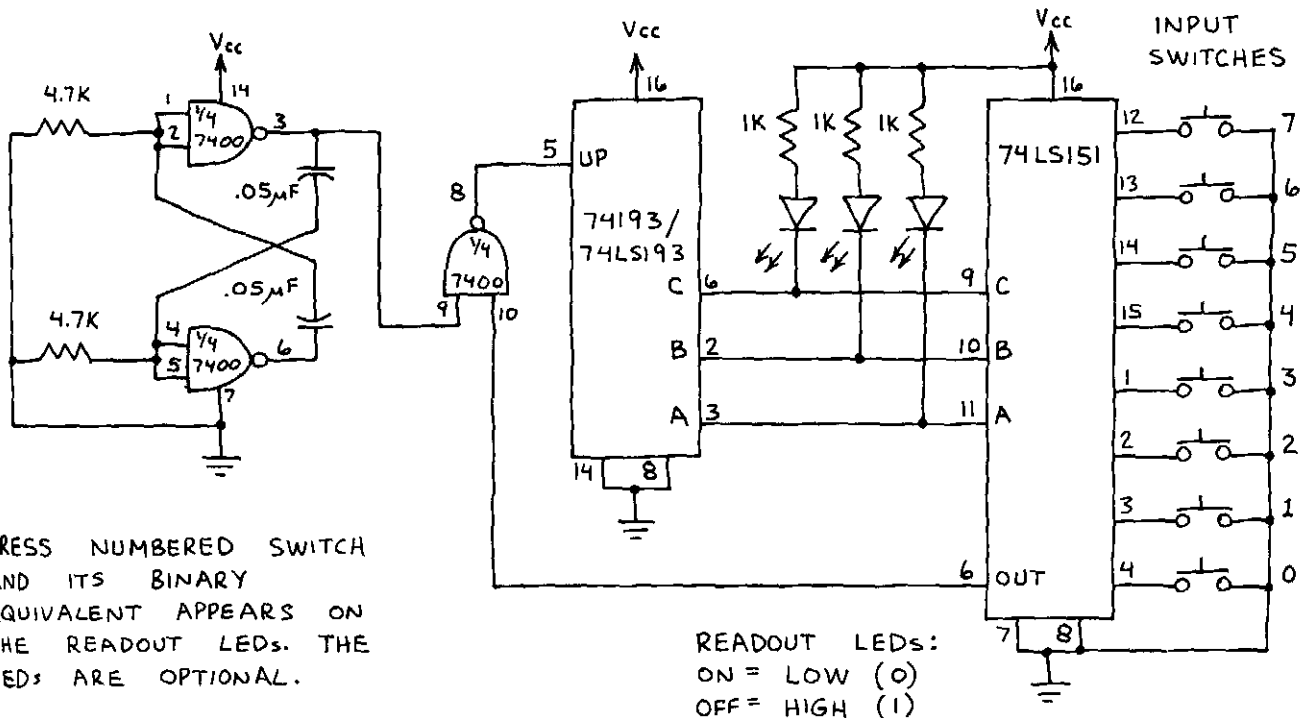 Vcc
14
4.7K
1
2
1/4
7400
3
.05µF
.05µF
4.7K
4
5
1/4
7400
6
7
8
1/4
7400
9
10
Vcc
16
5
UP
74193/
74LS193
C
6
B
2
A
3
14
8
1K
1K
1K
Vcc
16
74LS151
9
C
10
B
11
A
6
OUT
7
8
INPUT
SWITCHES
12
7
13
6
14
5
15
4
1
3
2
2
3
1
4
0
RESS NUMBERED SWITCH
ND ITS BINARY
QUIVALENT APPEARS ON
HE READOUT LEDs. THE
EDs ARE OPTIONAL.
READOUT LEDs:
ON = LOW (0)
OFF = HIGH (1)